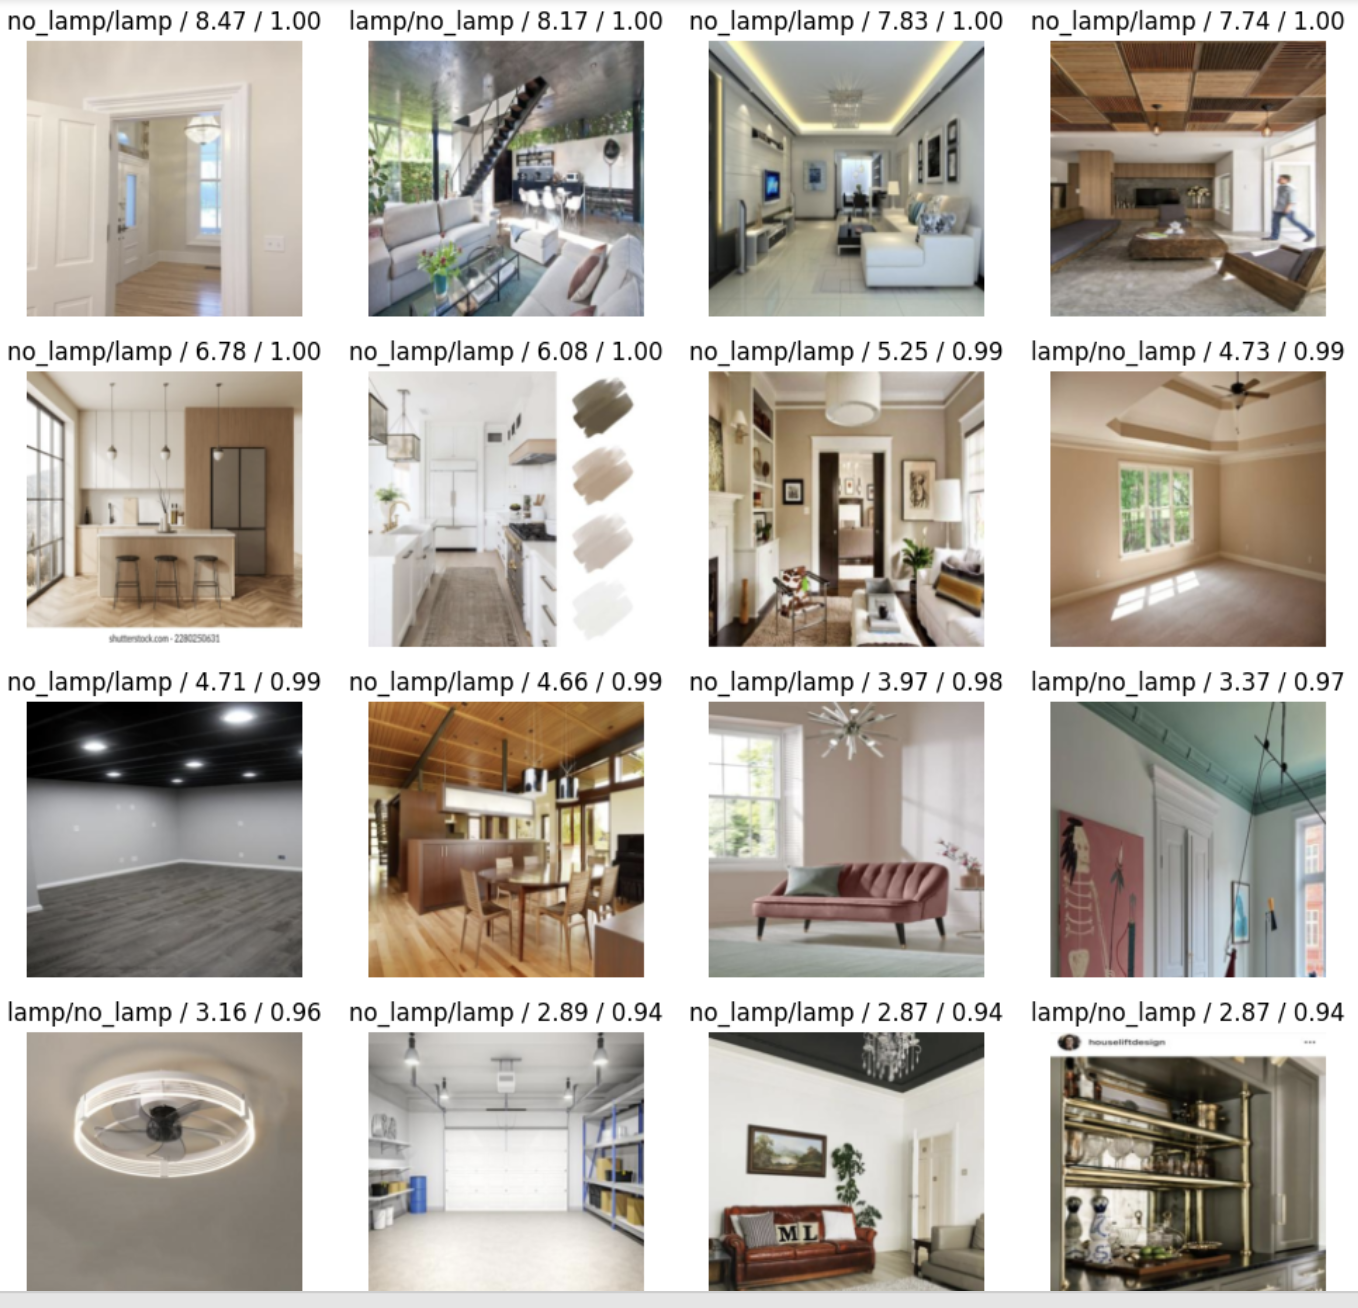 no_lamp/lamp / 8.47 / 1.00
lamp/no_lamp / 8.17 / 1.00
no_lamp/lamp / 7.83 / 1.00
no_lamp/lamp / 7.74 / 1.00
no_lamp/lamp / 6.78 / 1.00
no_lamp/lamp / 6.08 / 1.00
no_lamp/lamp / 5.25 / 0.99
lamp/no_lamp / 4.73 / 0.99
shutterstock.com · 2280250631
no_lamp/lamp / 4.71 / 0.99
no_lamp/lamp / 4.66 / 0.99
no_lamp/lamp / 3.97 / 0.98
lamp/no_lamp / 3.37 / 0.97
lamp/no_lamp / 3.16 / 0.96
no_lamp/lamp / 2.89 / 0.94
no_lamp/lamp / 2.87 / 0.94
lamp/no_lamp / 2.87 / 0.94
houseliftdesign
ML